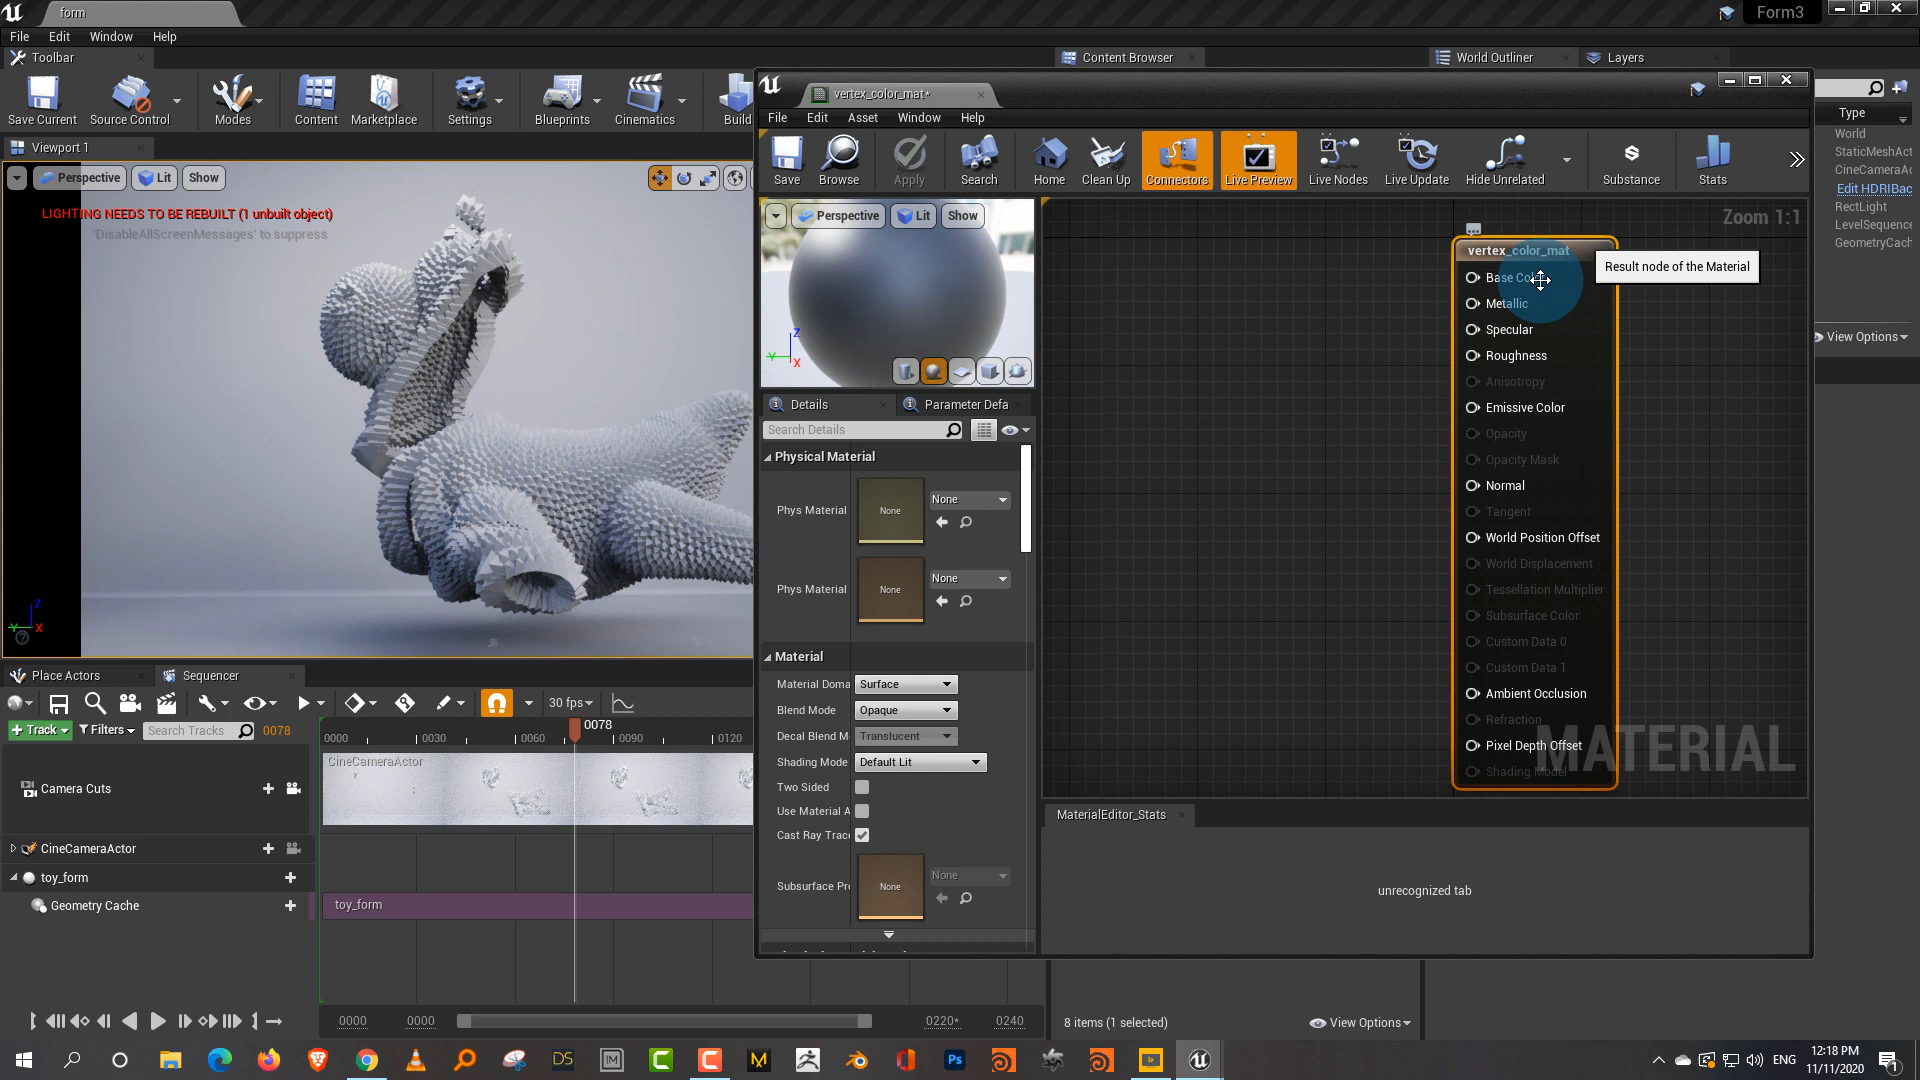 form
Form3
File Edit Window Help
Toolbar
Content Browser
World Outliner
Layers
Save Current
Source Control
Modes
Content
Marketplace
Settings
Blueprints
Cinematics
Build
Viewport 1
Perspective
Lit
Show
LIGHTING NEEDS TO BE REBUILT (1 unbuilt object)
'DisableAllScreenMessages' to suppress
vertex_color_mat*
File Edit Asset Window Help
Save
Browse
Apply
Search
Home
Clean Up
Connectors
Live Preview
Live Nodes
Live Update
Hide Unrelated
Substance
Stats
Perspective
Lit
Show
Z
Y
X
Details
Parameter Defa
Search Details
Physical Material
Phys Material
None
None
Phys Material
None
None
Material
Material Doma
Surface
Blend Mode
Opaque
Decal Blend M
Translucent
Shading Mode
Default Lit
Two Sided
Use Material A
Cast Ray Trace
Subsurface Pr
None
None
Zoom 1:1
vertex_color_mat
Result node of the Material
Metallic
Specular
Roughness
Anisotropy
Emissive Color
Opacity
Opacity Mask
Normal
Tangent
World Position Offset
World Displacement
Tessellation Multiplier
Subsurface Color
Custom Data 0
Custom Data 1
Ambient Occlusion
Refraction
Pixel Depth Offset
MATERIAL
MaterialEditor_Stats
unrecognized tab
Type
World
StaticMeshAct
CineCameraAc
Edit HDRIBac
RectLight
LevelSequence
GeometryCach
View Options
Z
Y
X
Place Actors
Sequencer
30 fps
Track
Filters
Search Tracks
0078
0078
0000
0030
0060
0090
0120
Camera Cuts
CineCameraActor
CineCameraActor
toy_form
Geometry Cache
toy_form
0000
0000
0220*
0240
8 items (1 selected)
View Options
DS
Ps
ENG
12:18 PM
11/11/2020
1